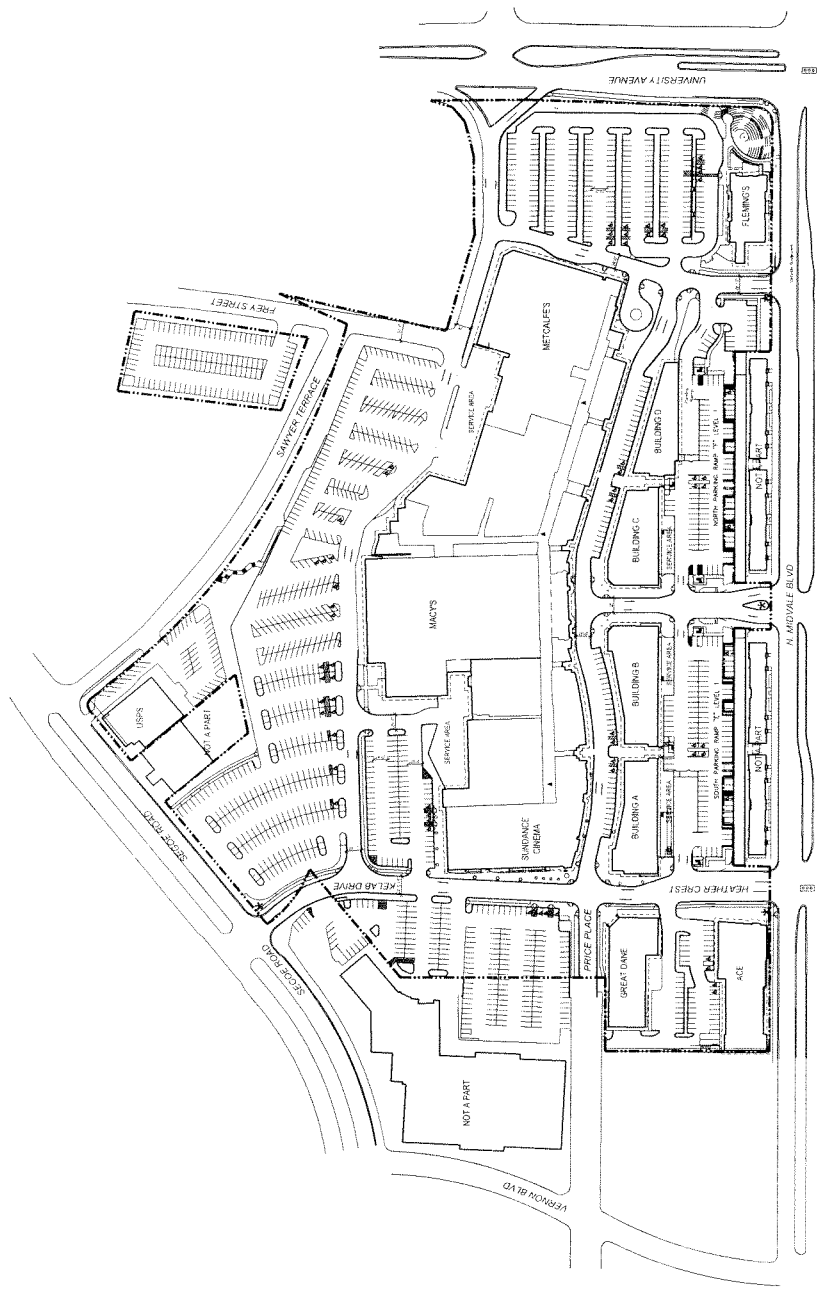 UNIVERSITY AVENUE
FLEMING'S
FREY STREET
SAWYER TERRACE
METCALFE'S
SERVICE AREA
BUILDING D
NORTH PARKING RAMP "F" LEVEL
NOT A PART
BUILDING C
SERVICE AREA
MACY'S
N. MIDVALE BLVD
USPS
NOT A PART
SERVICE AREA
BUILDING B
SERVICE AREA
SOUTH PARKING RAMP "E" LEVEL
NOT A PART
BUILDING A
SERVICE AREA
SEGOE ROAD
SUNDANCE
CINEMA
KELAB DRIVE
HEATHER CREST
SEGOE ROAD
PRICE PLACE
GREAT DANE
ACE
NOT A PART
VERNON BLVD